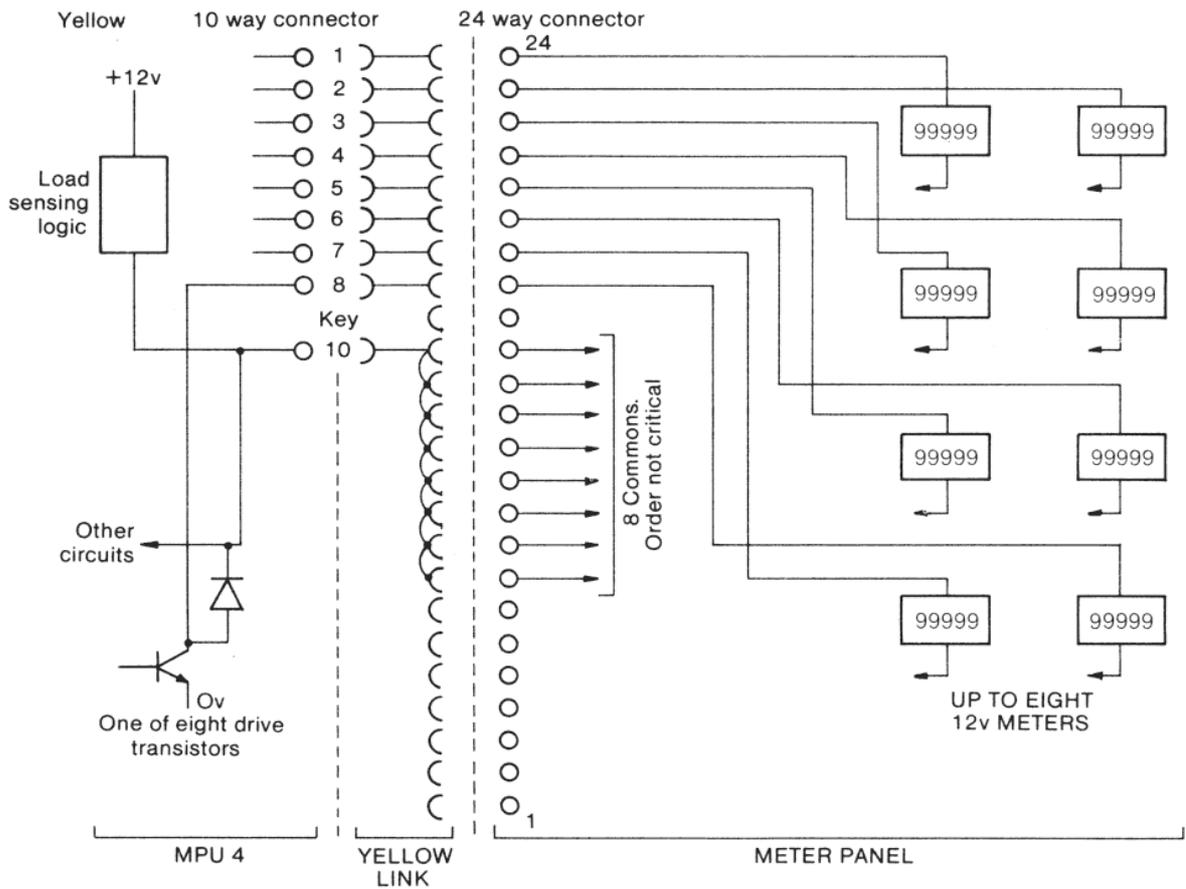 Yellow
10 way connector
24 way connector
+12v
Load
sensing
logic
1
2
3
4
5
6
7
8
Key
10
24
99999
99999
99999
99999
99999
99999
99999
99999
8 Commons.
Order not critical
Other
circuits
Ov
One of eight drive
transistors
1
UP TO EIGHT
12v METERS
MPU 4
YELLOW
LINK
METER PANEL